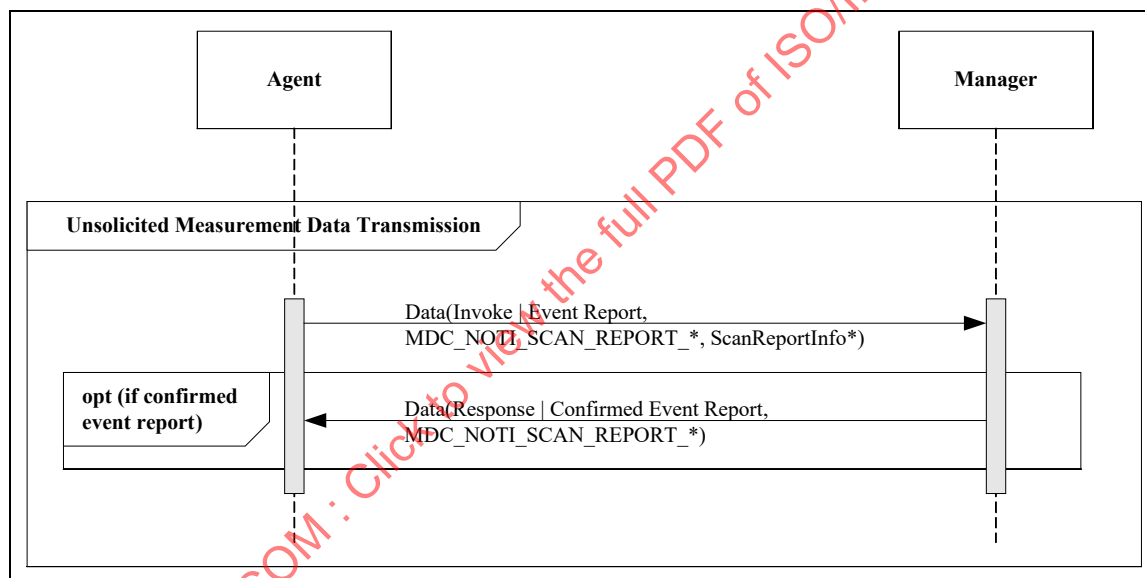 Agent
Manager
Unsolicited Measurement Data Transmission
Data(Invoke | Event Report,
MDC_NOTI_SCAN_REPORT_*, ScanReportInfo*)
opt (if confirmed
event report)
Data(Response | Confirmed Event Report,
MDC_NOTI_SCAN_REPORT_*)
COM : Click to view the full PDF of ISO/